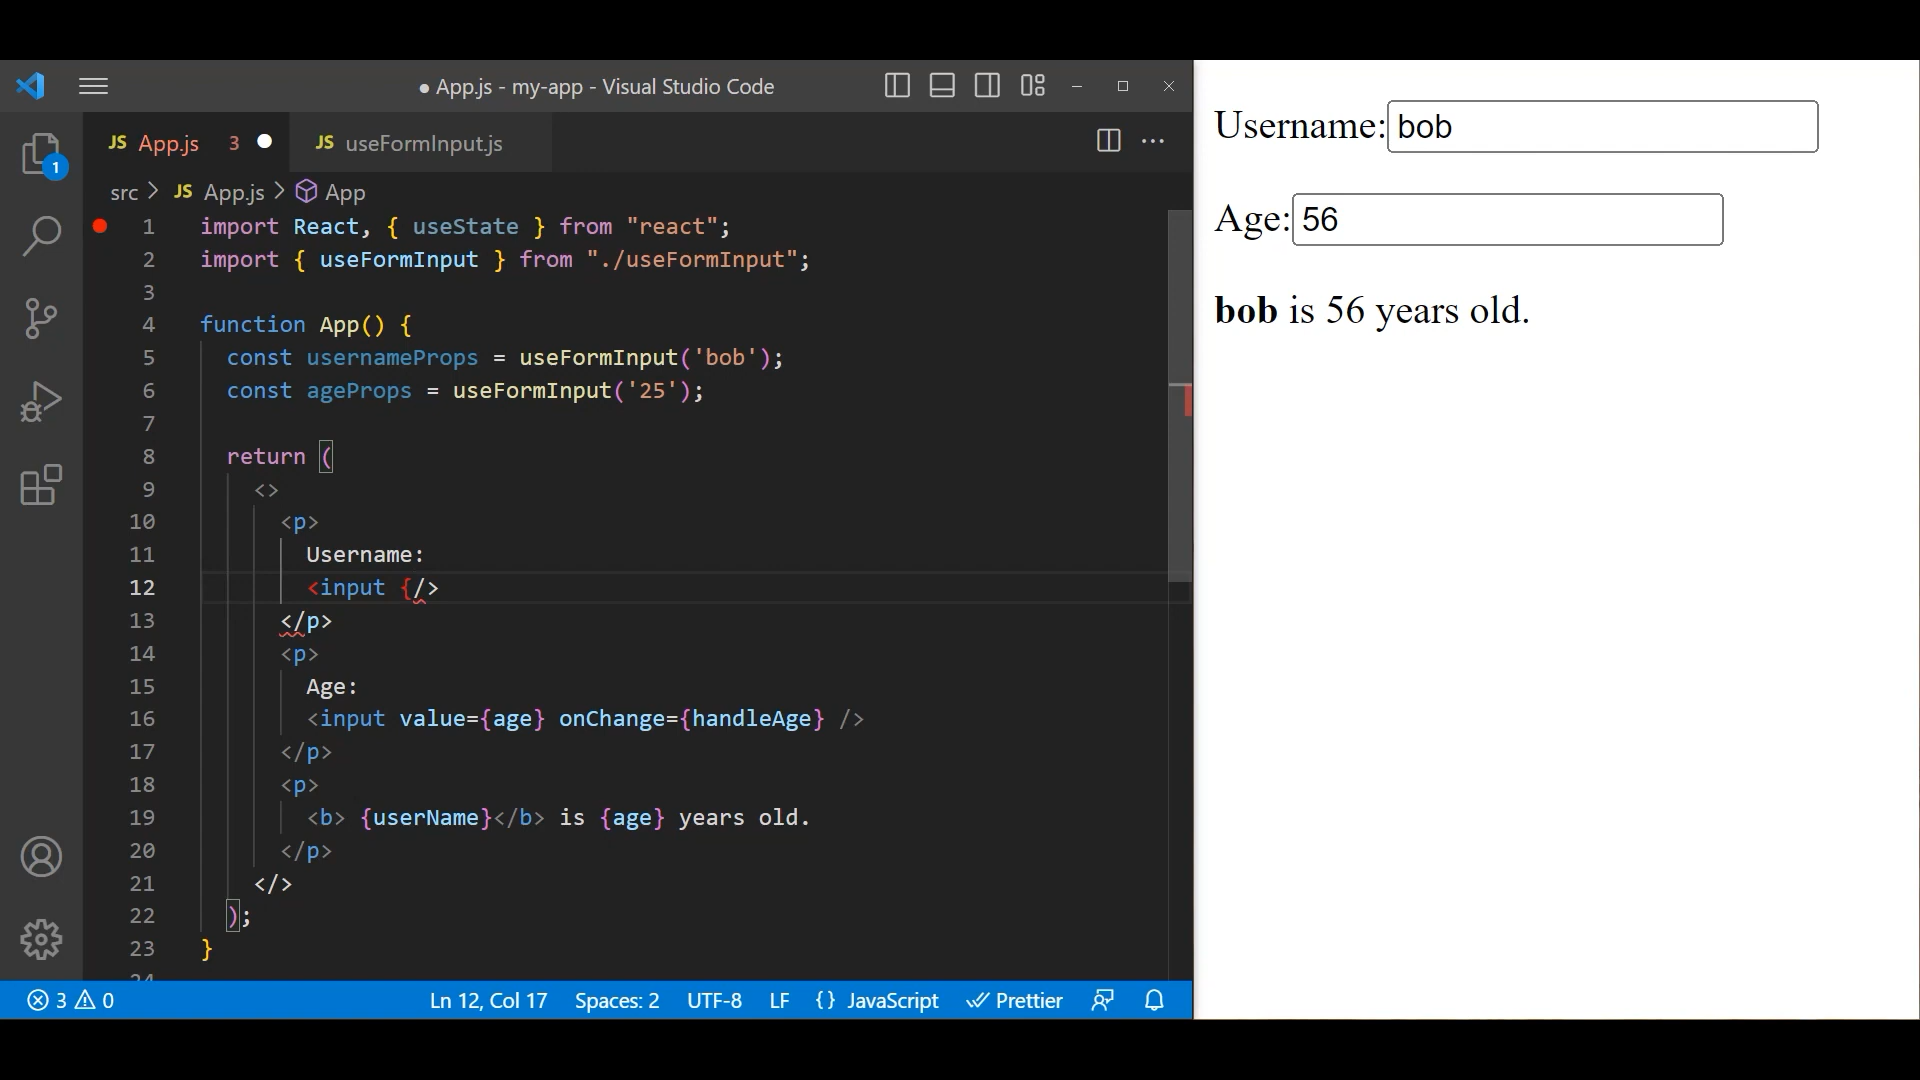 ● App.js - my-app - Visual Studio Code
JS App.js 3 ●
JS useFormInput.js
1
src > JS App.js > App
1 import React, { useState } from "react";
2 import { useFormInput } from "./useFormInput";
3
4 function App() {
5 const usernameProps = useFormInput('bob');
6 const ageProps = useFormInput('25');
7
8 return (
9 <>
10 <p>
11 Username:
12 <input {/>
13 </p>
14 <p>
15 Age:
16 <input value={age} onChange={handleAge} />
17 </p>
18 <p>
19 <b> {userName}</b> is {age} years old.
20 </p>
21 </>
22 );
23 }
24
3 0 Ln 12, Col 17 Spaces: 2 UTF-8 LF {} JavaScript Prettier
Username: bob
Age: 56
bob is 56 years old.